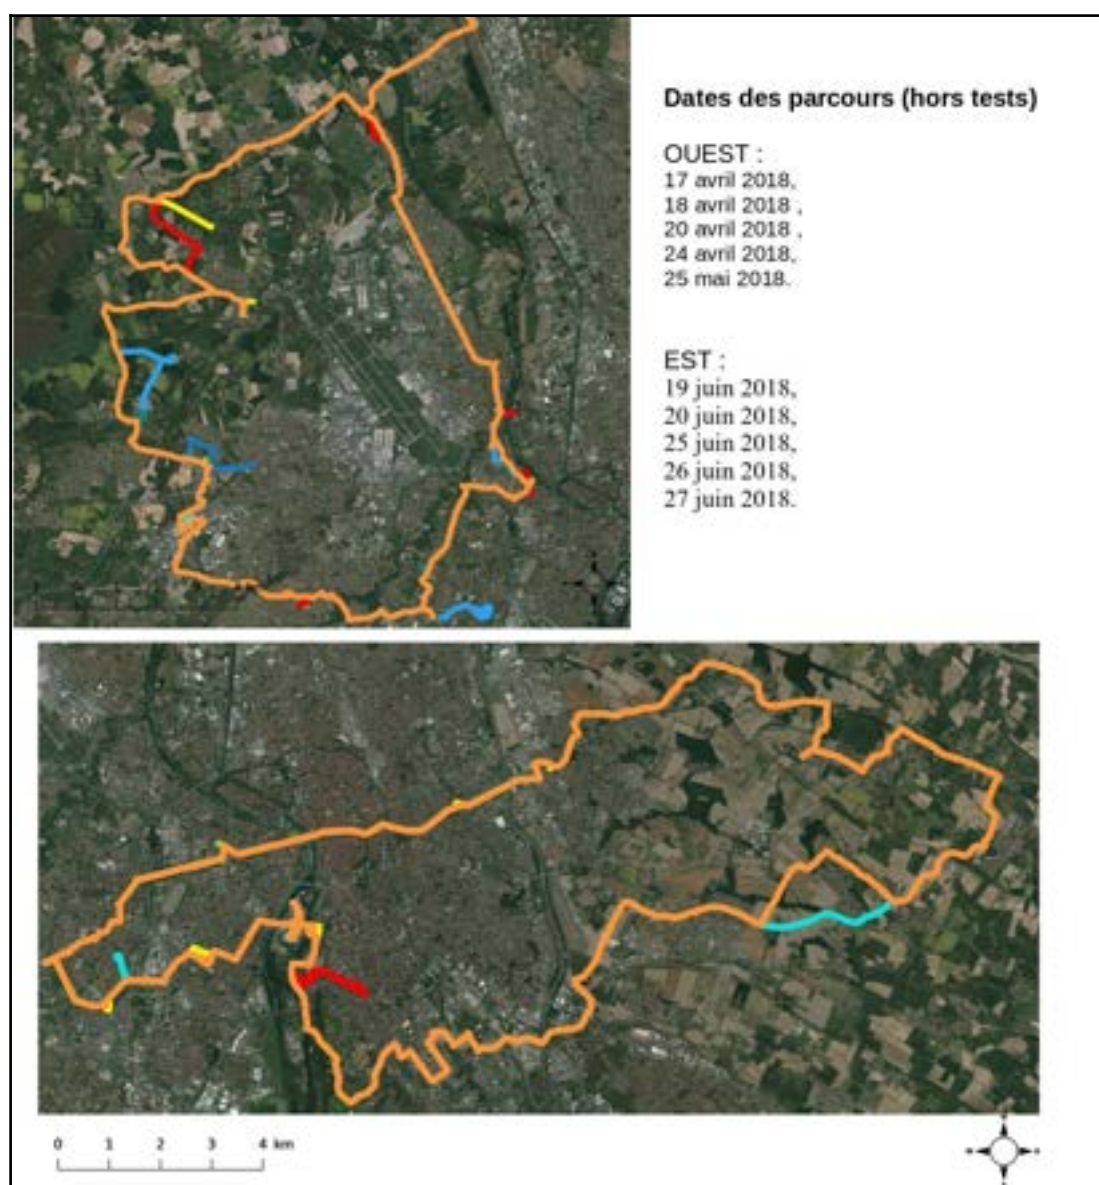 Dates des parcours (hors tests)
OUEST :
17 avril 2018,
18 avril 2018 ,
20 avril 2018 ,
24 avril 2018,
25 mai 2018.
EST :
19 juin 2018,
20 juin 2018,
25 juin 2018,
26 juin 2018,
27 juin 2018.
0 1 2 3 4 km